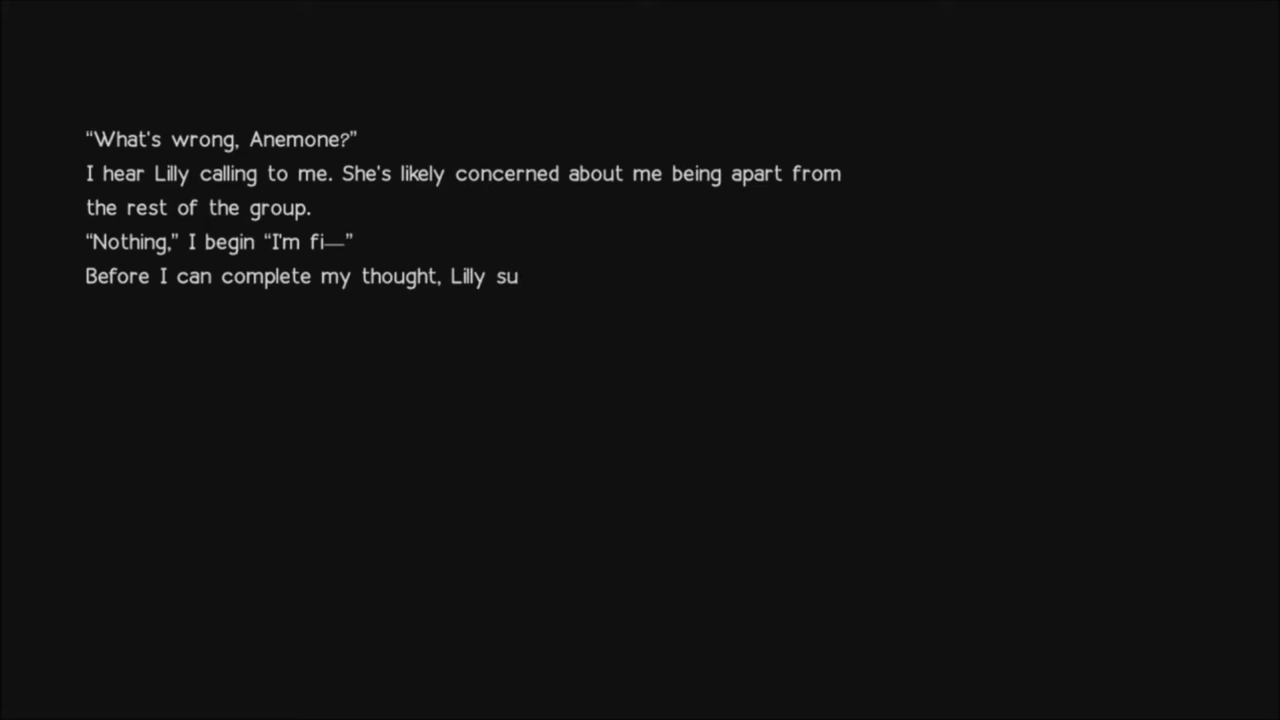 “What's wrong, Anemone?”
I hear Lilly calling to me. She's likely concerned about me being apart from
the rest of the group.
“Nothing,” I begin “I'm fi—”
Before I can complete my thought, Lilly su